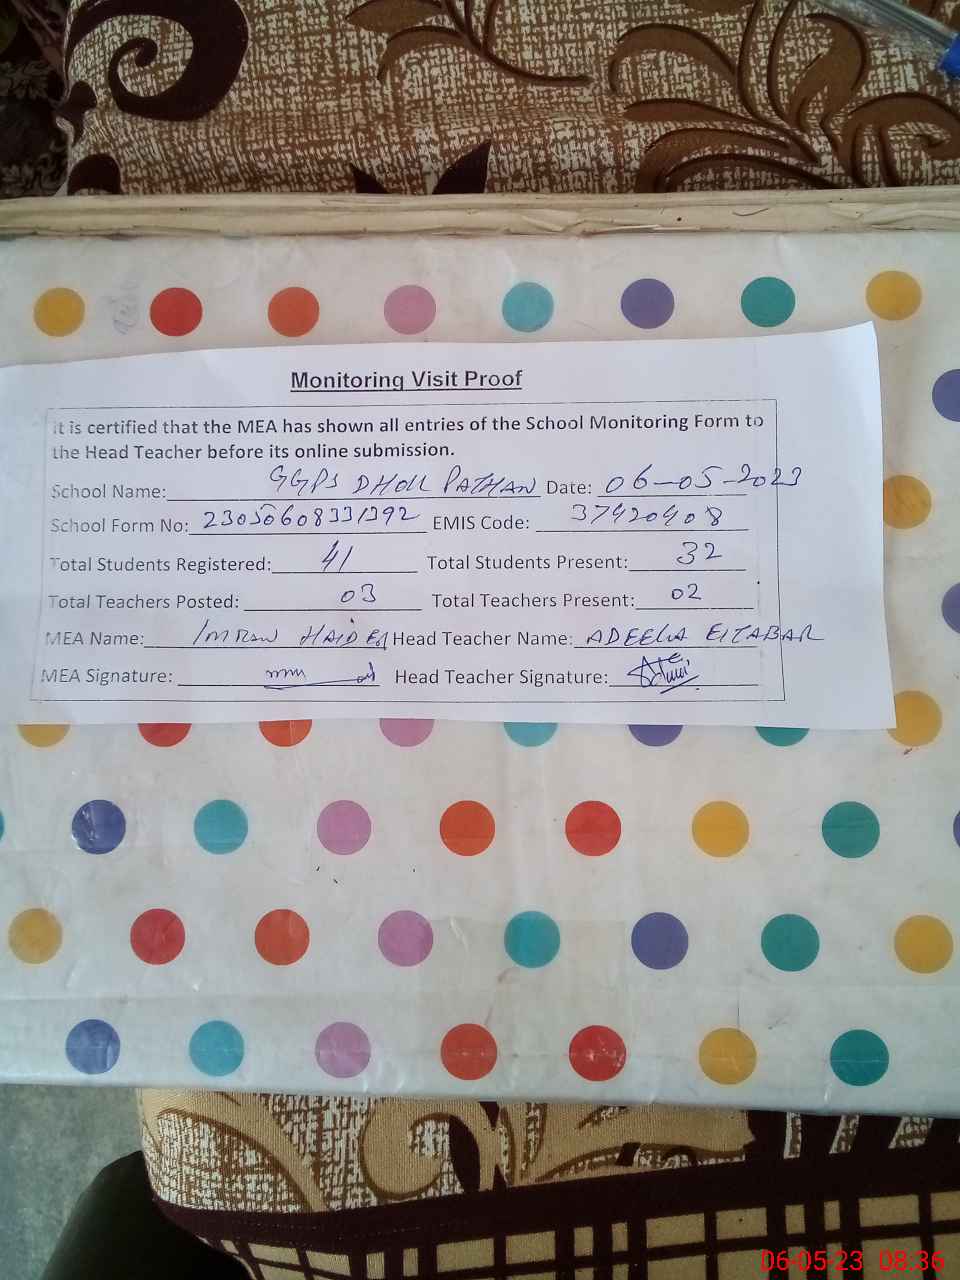 Monitoring Visit Proof
it is certified that the MEA has shown all entries of the School Monitoring Form to
the Head Teacher before its online submission.
School Name: GGPS DHOLL PATHAN Date: 06-05-2023
School Form No: 23050608331392 EMIS Code: 37420408
Total Students Registered: 41 Total Students Present: 32
Total Teachers Posted: 03 Total Teachers Present: 02
MEA Name: IMRAN HAIDER Head Teacher Name: ADEELA EITABAR
MEA Signature: Head Teacher Signature:
06-05-23 08:36